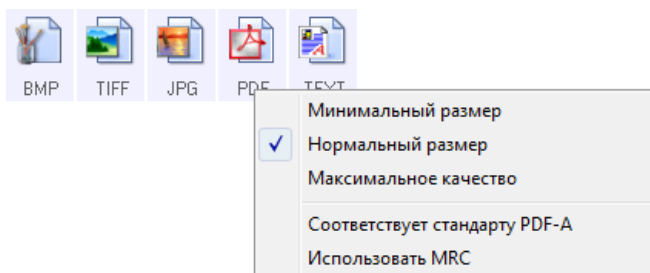 BMP TIFF JPG PDF TEXT
Минимальный размер
Нормальный размер
Максимальное качество
Соответствует стандарту PDF-A
Использовать MRC